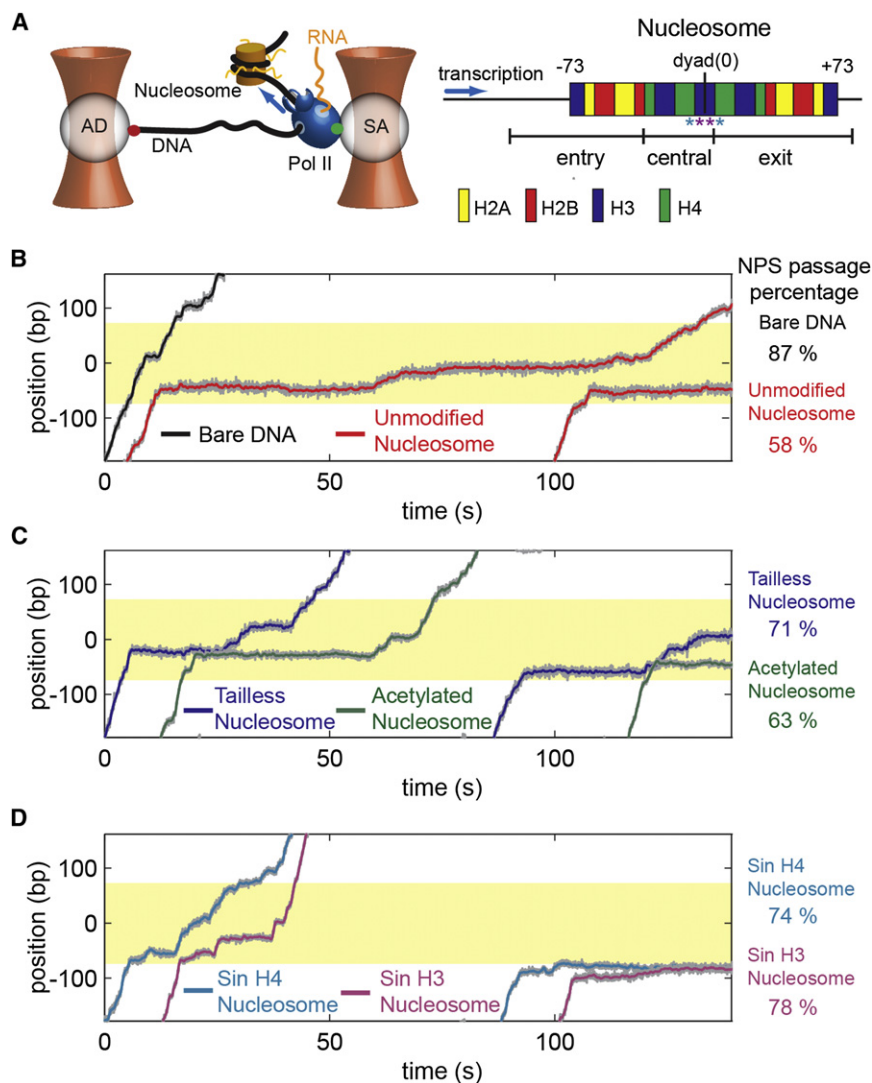 A
RNA
Nucleosome
AD
SA
DNA
Pol II
Nucleosome
-73
dyad(0)
+73
transcription
****
entry
central
exit
H2A
H2B
H3
H4
B
position (bp)
100
0
-100
Bare DNA
Unmodified
Nucleosome
0
50
100
time (s)
NPS passage
percentage
Bare DNA
87 %
Unmodified
Nucleosome
58 %
C
position (bp)
100
0
-100
Tailless
Nucleosome
Acetylated
Nucleosome
0
50
100
time (s)
Tailless
Nucleosome
71 %
Acetylated
Nucleosome
63 %
D
position (bp)
100
0
-100
Sin H4
Nucleosome
Sin H3
Nucleosome
0
50
100
time (s)
Sin H4
Nucleosome
74 %
Sin H3
Nucleosome
78 %